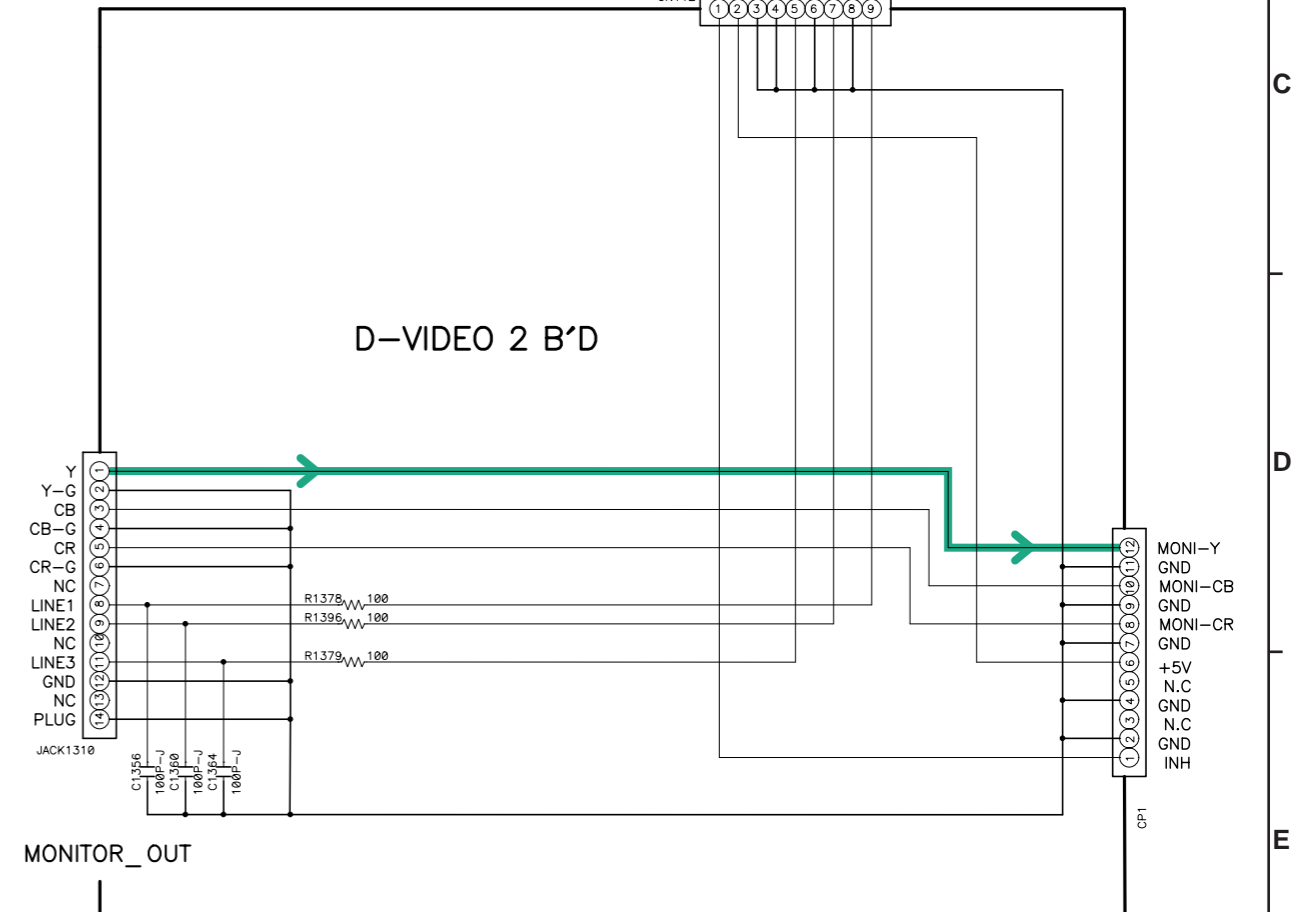 1 2 3 4 5 6 7 8 9
C
D-VIDEO 2 B'D
D
Y 1
Y-G 2
CB 3
CB-G 4
CR 5
CR-G 6
NC 7
LINE1 8
LINE2 9
NC 10
LINE3 11
GND 12
NC 13
PLUG 14
JACK1310
R1378 100
R1396 100
R1379 100
C1356 100P-J
C1360 100P-J
C1364 100P-J
12 MONI-Y
11 GND
10 MONI-CB
9 GND
8 MONI-CR
7 GND
6 +5V
5 N.C
4 GND
3 N.C
2 GND
1 INH
CP1
E
MONITOR_OUT